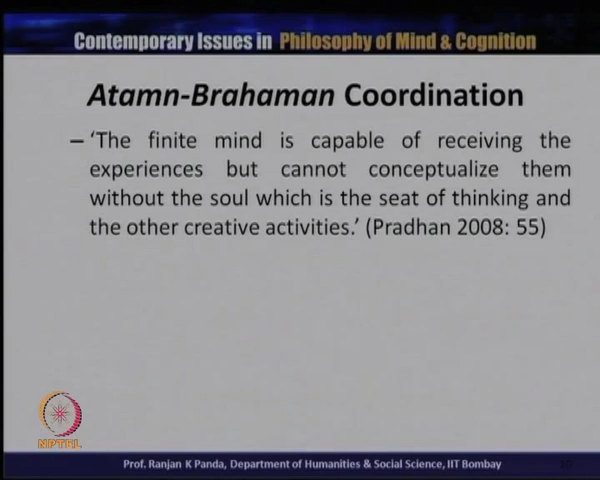 Contemporary Issues in Philosophy of Mind & Cognition
Atamn-Brahaman Coordination
– ‘The finite mind is capable of receiving the
experiences but cannot conceptualize them
without the soul which is the seat of thinking and
the other creative activities.’ (Pradhan 2008: 55)
NPTEL
Prof. Ranjan K Panda, Department of Humanities & Social Science, IIT Bombay